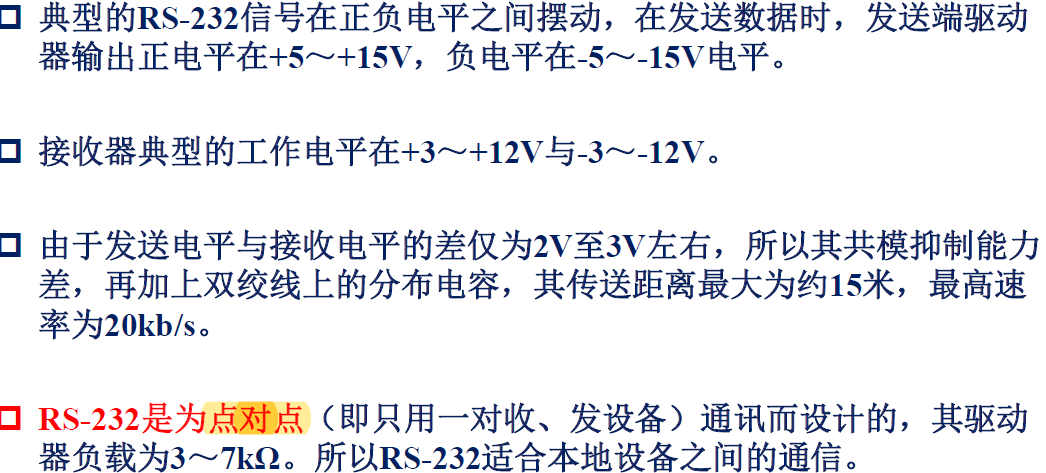 典型的RS-232信号在正负电平之间摆动，在发送数据时，发送端驱动
器输出正电平在+5～+15V，负电平在-5～-15V电平。
接收器典型的工作电平在+3～+12V与-3～-12V。
由于发送电平与接收电平的差仅为2V至3V左右，所以其共模抑制能力
差，再加上双绞线上的分布电容，其传送距离最大为约15米，最高速
率为20kb/s。
RS-232是为点对点（即只用一对收、发设备）通讯而设计的，其驱动
器负载为3～7kΩ。所以RS-232适合本地设备之间的通信。